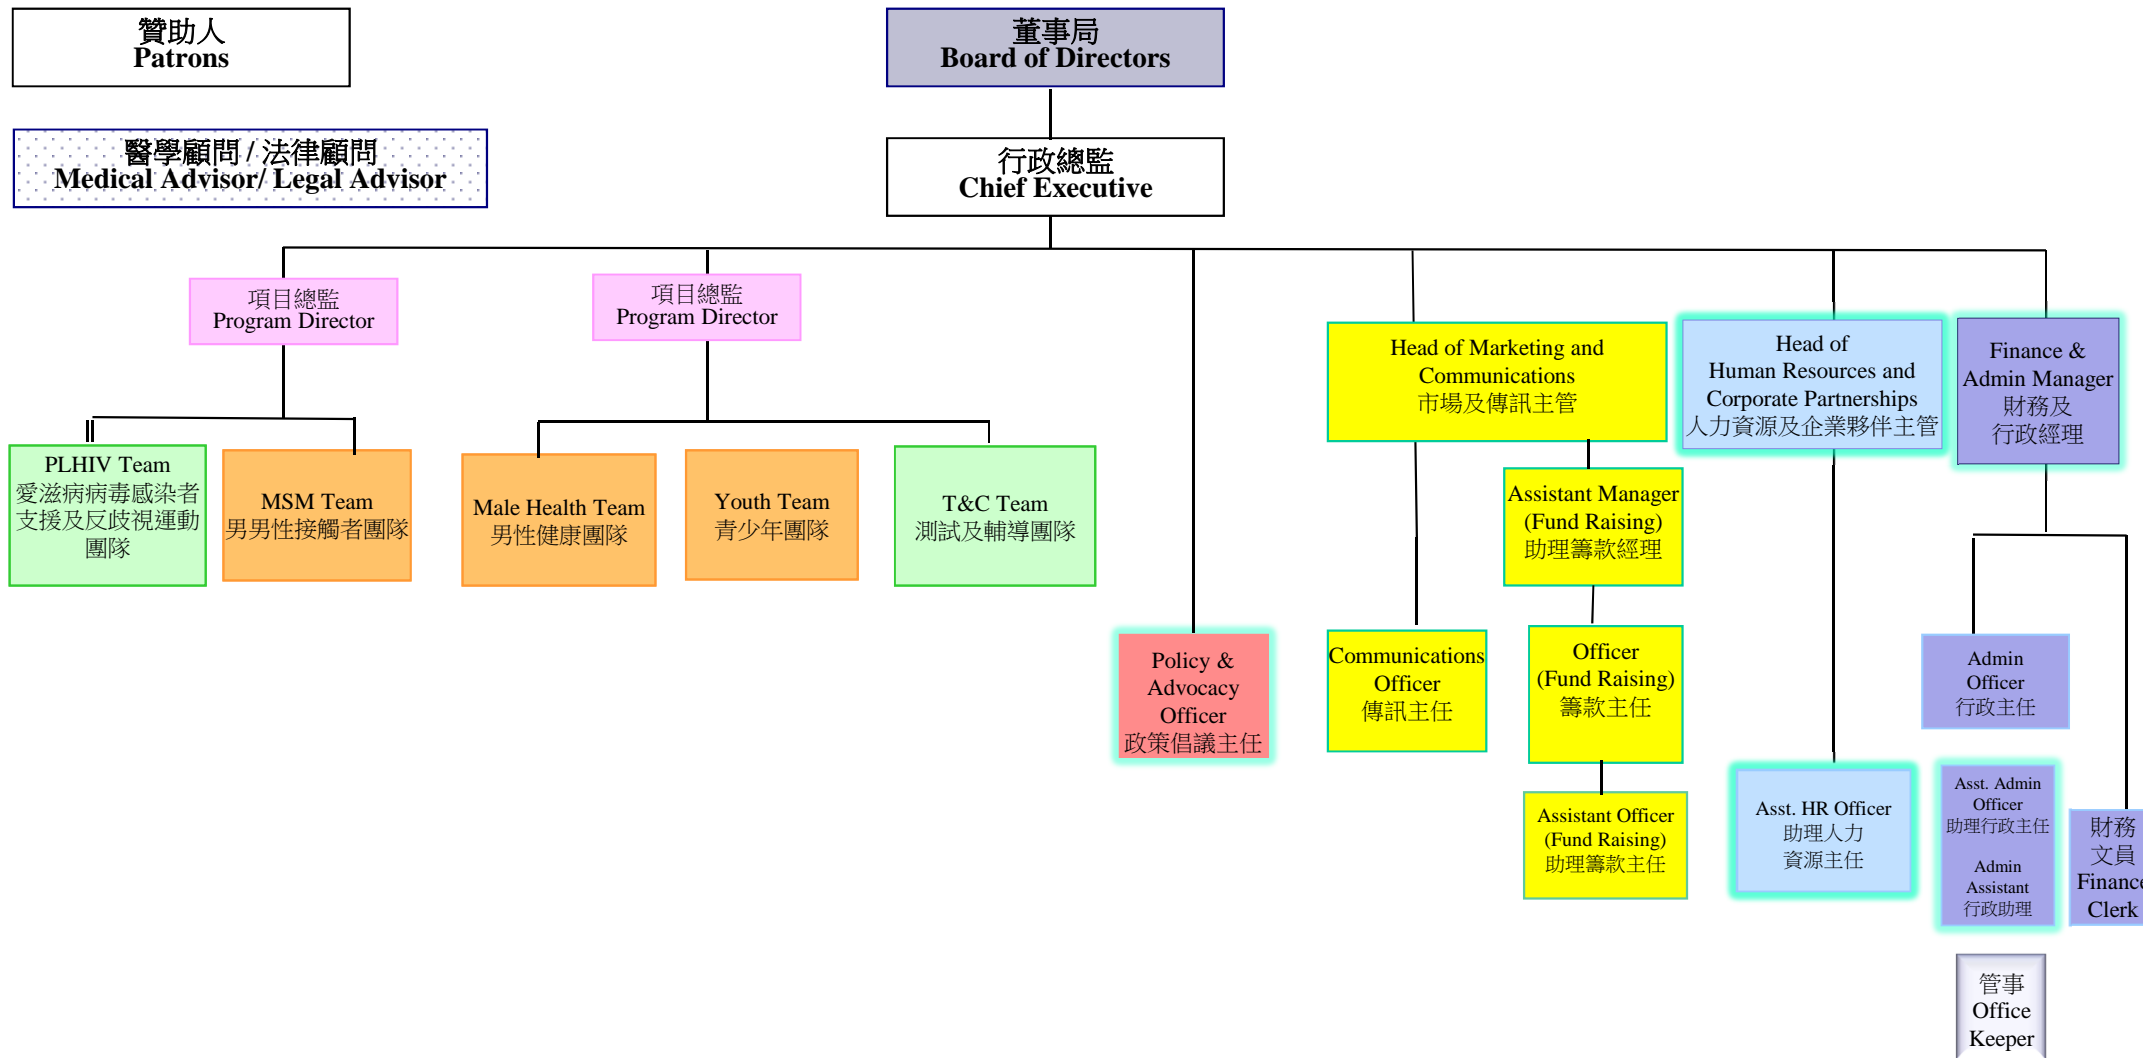 贊助人
Patrons
董事局
Board of Directors
醫學顧問 / 法律顧問
Medical Advisor/ Legal Advisor
行政總監
Chief Executive
項目總監
Program Director
項目總監
Program Director
Head of Marketing and
Communications
市場及傳訊主管
Head of
Human Resources and
Corporate Partnerships
人力資源及企業夥伴主管
Finance &
Admin Manager
財務及
行政經理
PLHIV Team
愛滋病病毒感染者
支援及反歧視運動
團隊
MSM Team
男男性接觸者團隊
Male Health Team
男性健康團隊
Youth Team
青少年團隊
T&C Team
測試及輔導團隊
Assistant Manager
(Fund Raising)
助理籌款經理
Policy &
Advocacy
Officer
政策倡議主任
Communications
Officer
傳訊主任
Officer
(Fund Raising)
籌款主任
Admin
Officer
行政主任
Assistant Officer
(Fund Raising)
助理籌款主任
Asst. HR Officer
助理人力
資源主任
Asst. Admin
Officer
助理行政主任
Admin
Assistant
行政助理
財務
文員
Finance
Clerk
管事
Office
Keeper